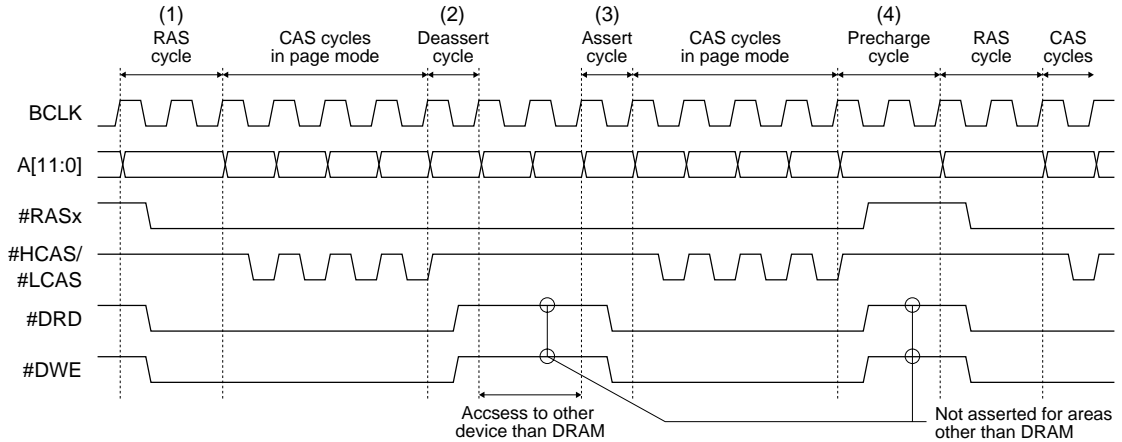 (1) (2) (3) (4)
RAS CAS cycles Deassert Assert CAS cycles Precharge RAS CAS
cycle in page mode cycle cycle in page mode cycle cycle cycles
BCLK
A[11:0]
#RASx
#HCAS/
#LCAS
#DRD
#DWE
Accsess to other
device than DRAM
Not asserted for areas
other than DRAM